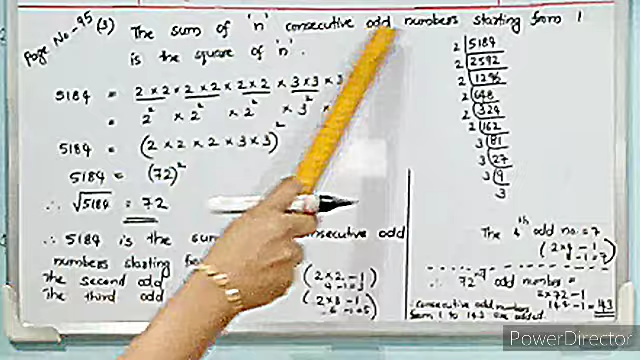 Page No-95 (3) The sum of 'n' consecutive odd numbers starting from 1
is the square of 'n'.
5184 = 2 × 2 × 2 × 2 × 2 × 2 × 3 × 3 × 3
= 2² × 2² × 2² × 3² ×
5184 = (2 × 2 × 2 × 3 × 3)²
5184 = (72)²
∴ √5184 = 72
∴ 5184 is the sum consecutive odd
numbers starting
The second odd (2×2-1)
4-1=3
The third odd (2×3-1)
6-1=5
2 5184
2 2592
2 1296
2 648
2 324
2 162
3 81
3 27
3 9
3
The 4th odd no. = 7
(2×4-1
8-1=7)
∴ 72nd odd number =
2×72-1
144-1=143
consecutive odd numbers
from 1 to 143 are added.
PowerDirector